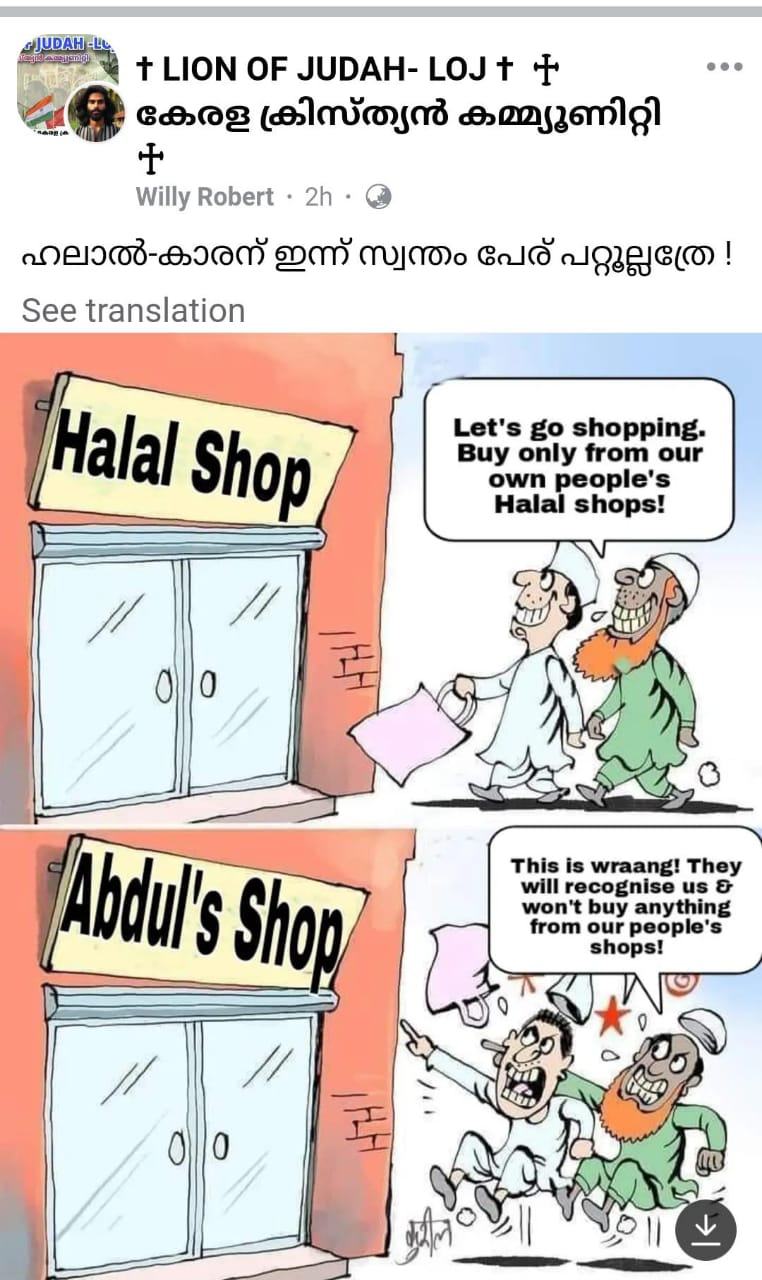 F JUDAH -LO
† LION OF JUDAH- LOJ † ✢
കേരള ക്രിസ്ത്യൻ കമ്മ്യൂണിറ്റി
✢
Willy Robert · 2h ·
ഹലാൽ-കാരന് ഇന്ന് സ്വന്തം പേര് പറ്റൂല്ലത്രേ !
See translation
Halal Shop
Let's go shopping.
Buy only from our
own people's
Halal shops!
Abdul's Shop
This is wraang! They
will recognise us &
won't buy anything
from our people's
shops!